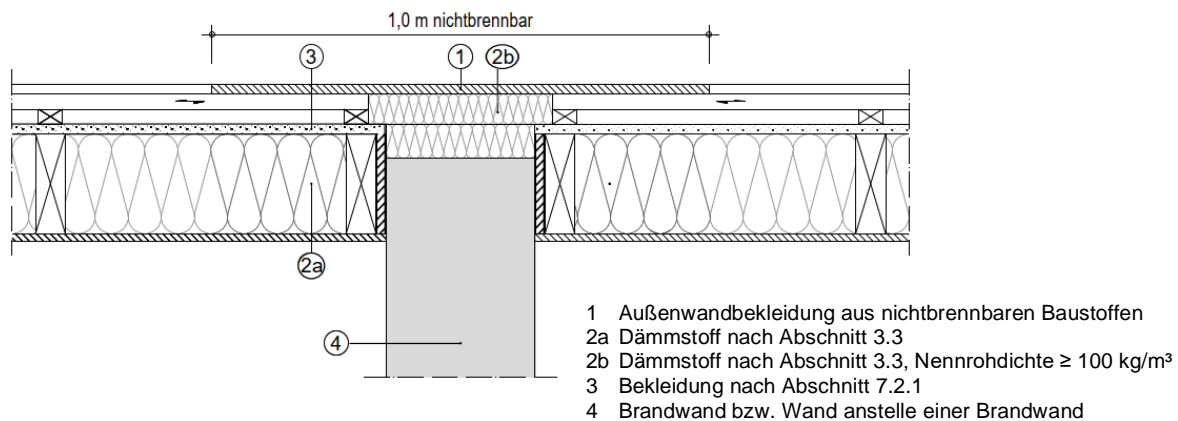 1,0 m nichtbrennbar
3
1
2b
2a
4
1 Außenwandbekleidung aus nichtbrennbaren Baustoffen
2a Dämmstoff nach Abschnitt 3.3
2b Dämmstoff nach Abschnitt 3.3, Nennrohdichte ≥ 100 kg/m³
3 Bekleidung nach Abschnitt 7.2.1
4 Brandwand bzw. Wand anstelle einer Brandwand